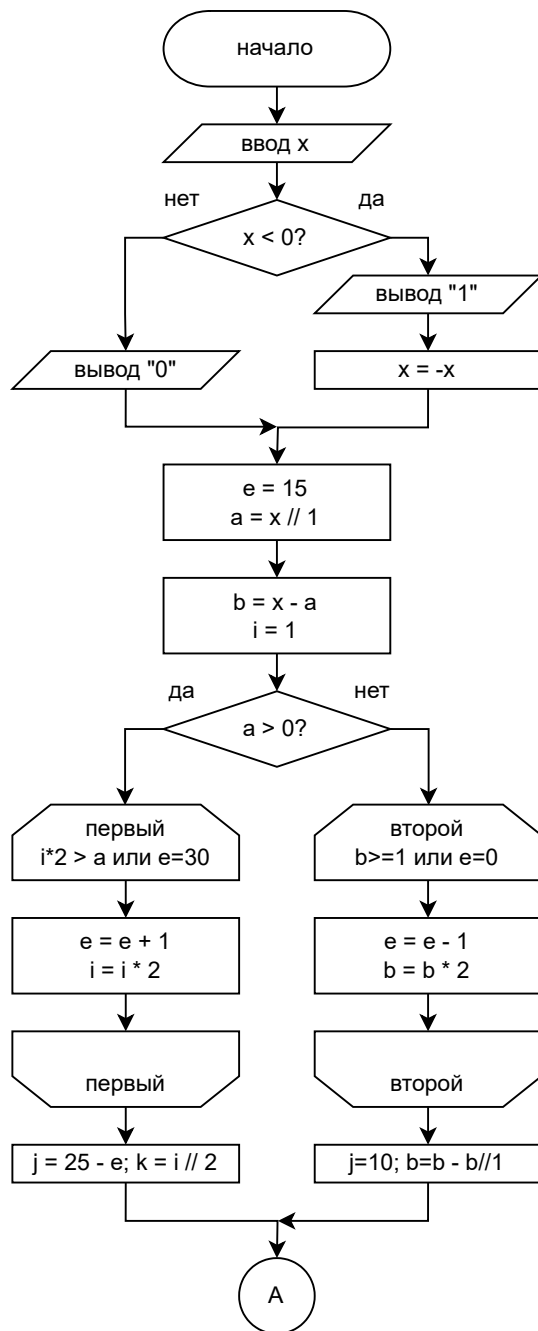 начало
ввод x
нет
да
x < 0?
вывод "1"
вывод "0"
x = -x
e = 15
a = x // 1
b = x - a
i = 1
да
нет
a > 0?
первый
i*2 > a или e=30
второй
b>=1 или e=0
e = e + 1
i = i * 2
e = e - 1
b = b * 2
первый
второй
j = 25 - e; k = i // 2
j=10; b=b - b//1
A